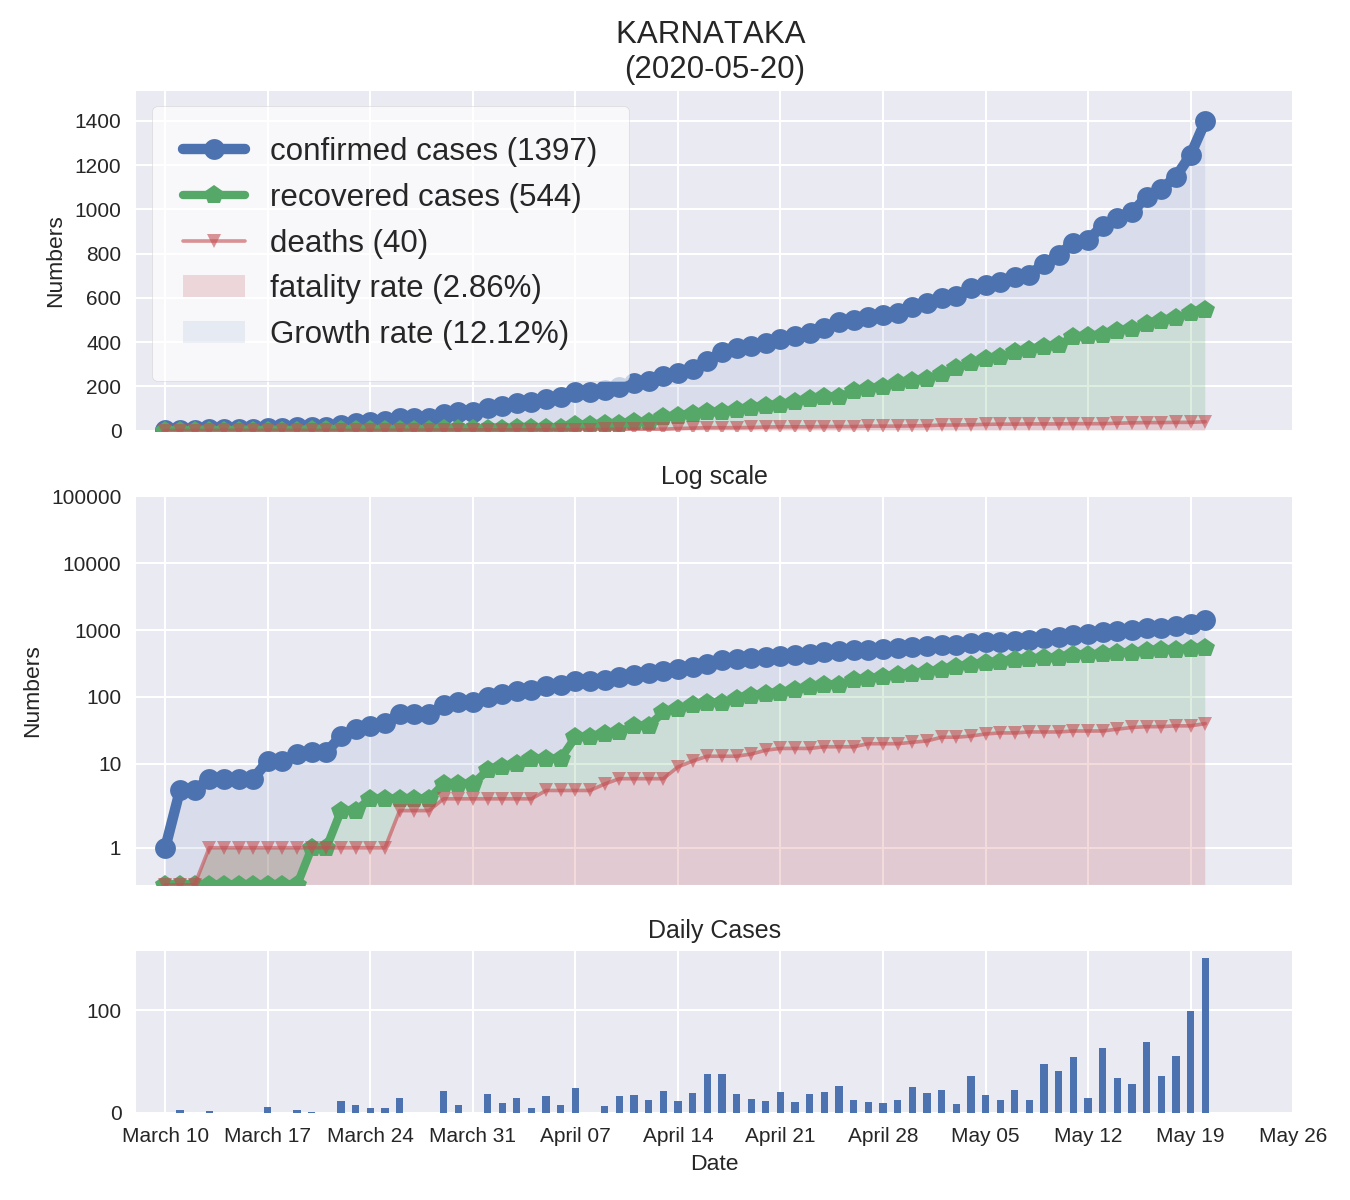 KARNATAKA
(2020-05-20)
1400
1200
1000
800
600
400
200
0
Numbers
confirmed cases (1397)
recovered cases (544)
deaths (40)
fatality rate (2.86%)
Growth rate (12.12%)
Log scale
100000
10000
1000
100
10
1
Numbers
Daily Cases
100
0
March 10 March 17 March 24 March 31 April 07 April 14 April 21 April 28 May 05 May 12 May 19 May 26
Date